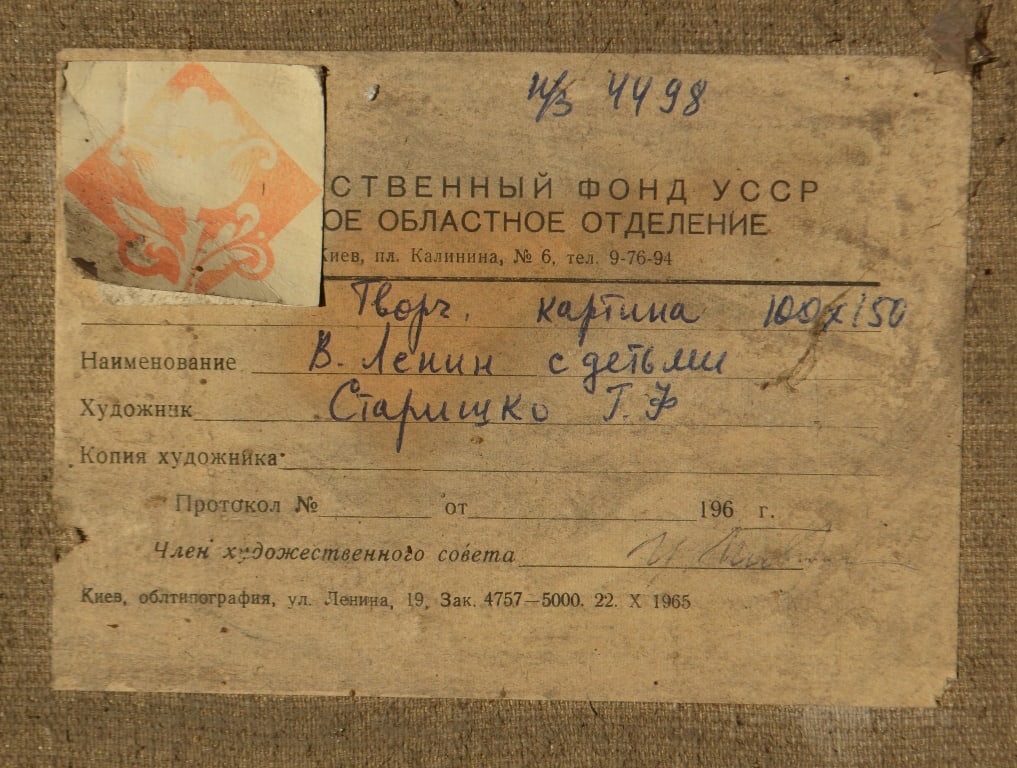 н/з 4498
СТВЕННЫЙ ФОНД УССР
ОЕ ОБЛАСТНОЕ ОТДЕЛЕНИЕ
Киев, пл. Калинина, № 6, тел. 9-76-94
Творч. картина 100х150
Наименование В. Ленин с детьми
Художник Старищко Г. Ф
Копия художника
Протокол № от 196 г.
Член художественного совета
Киев, облтипография, ул. Ленина, 19, Зак. 4757—5000. 22. X 1965